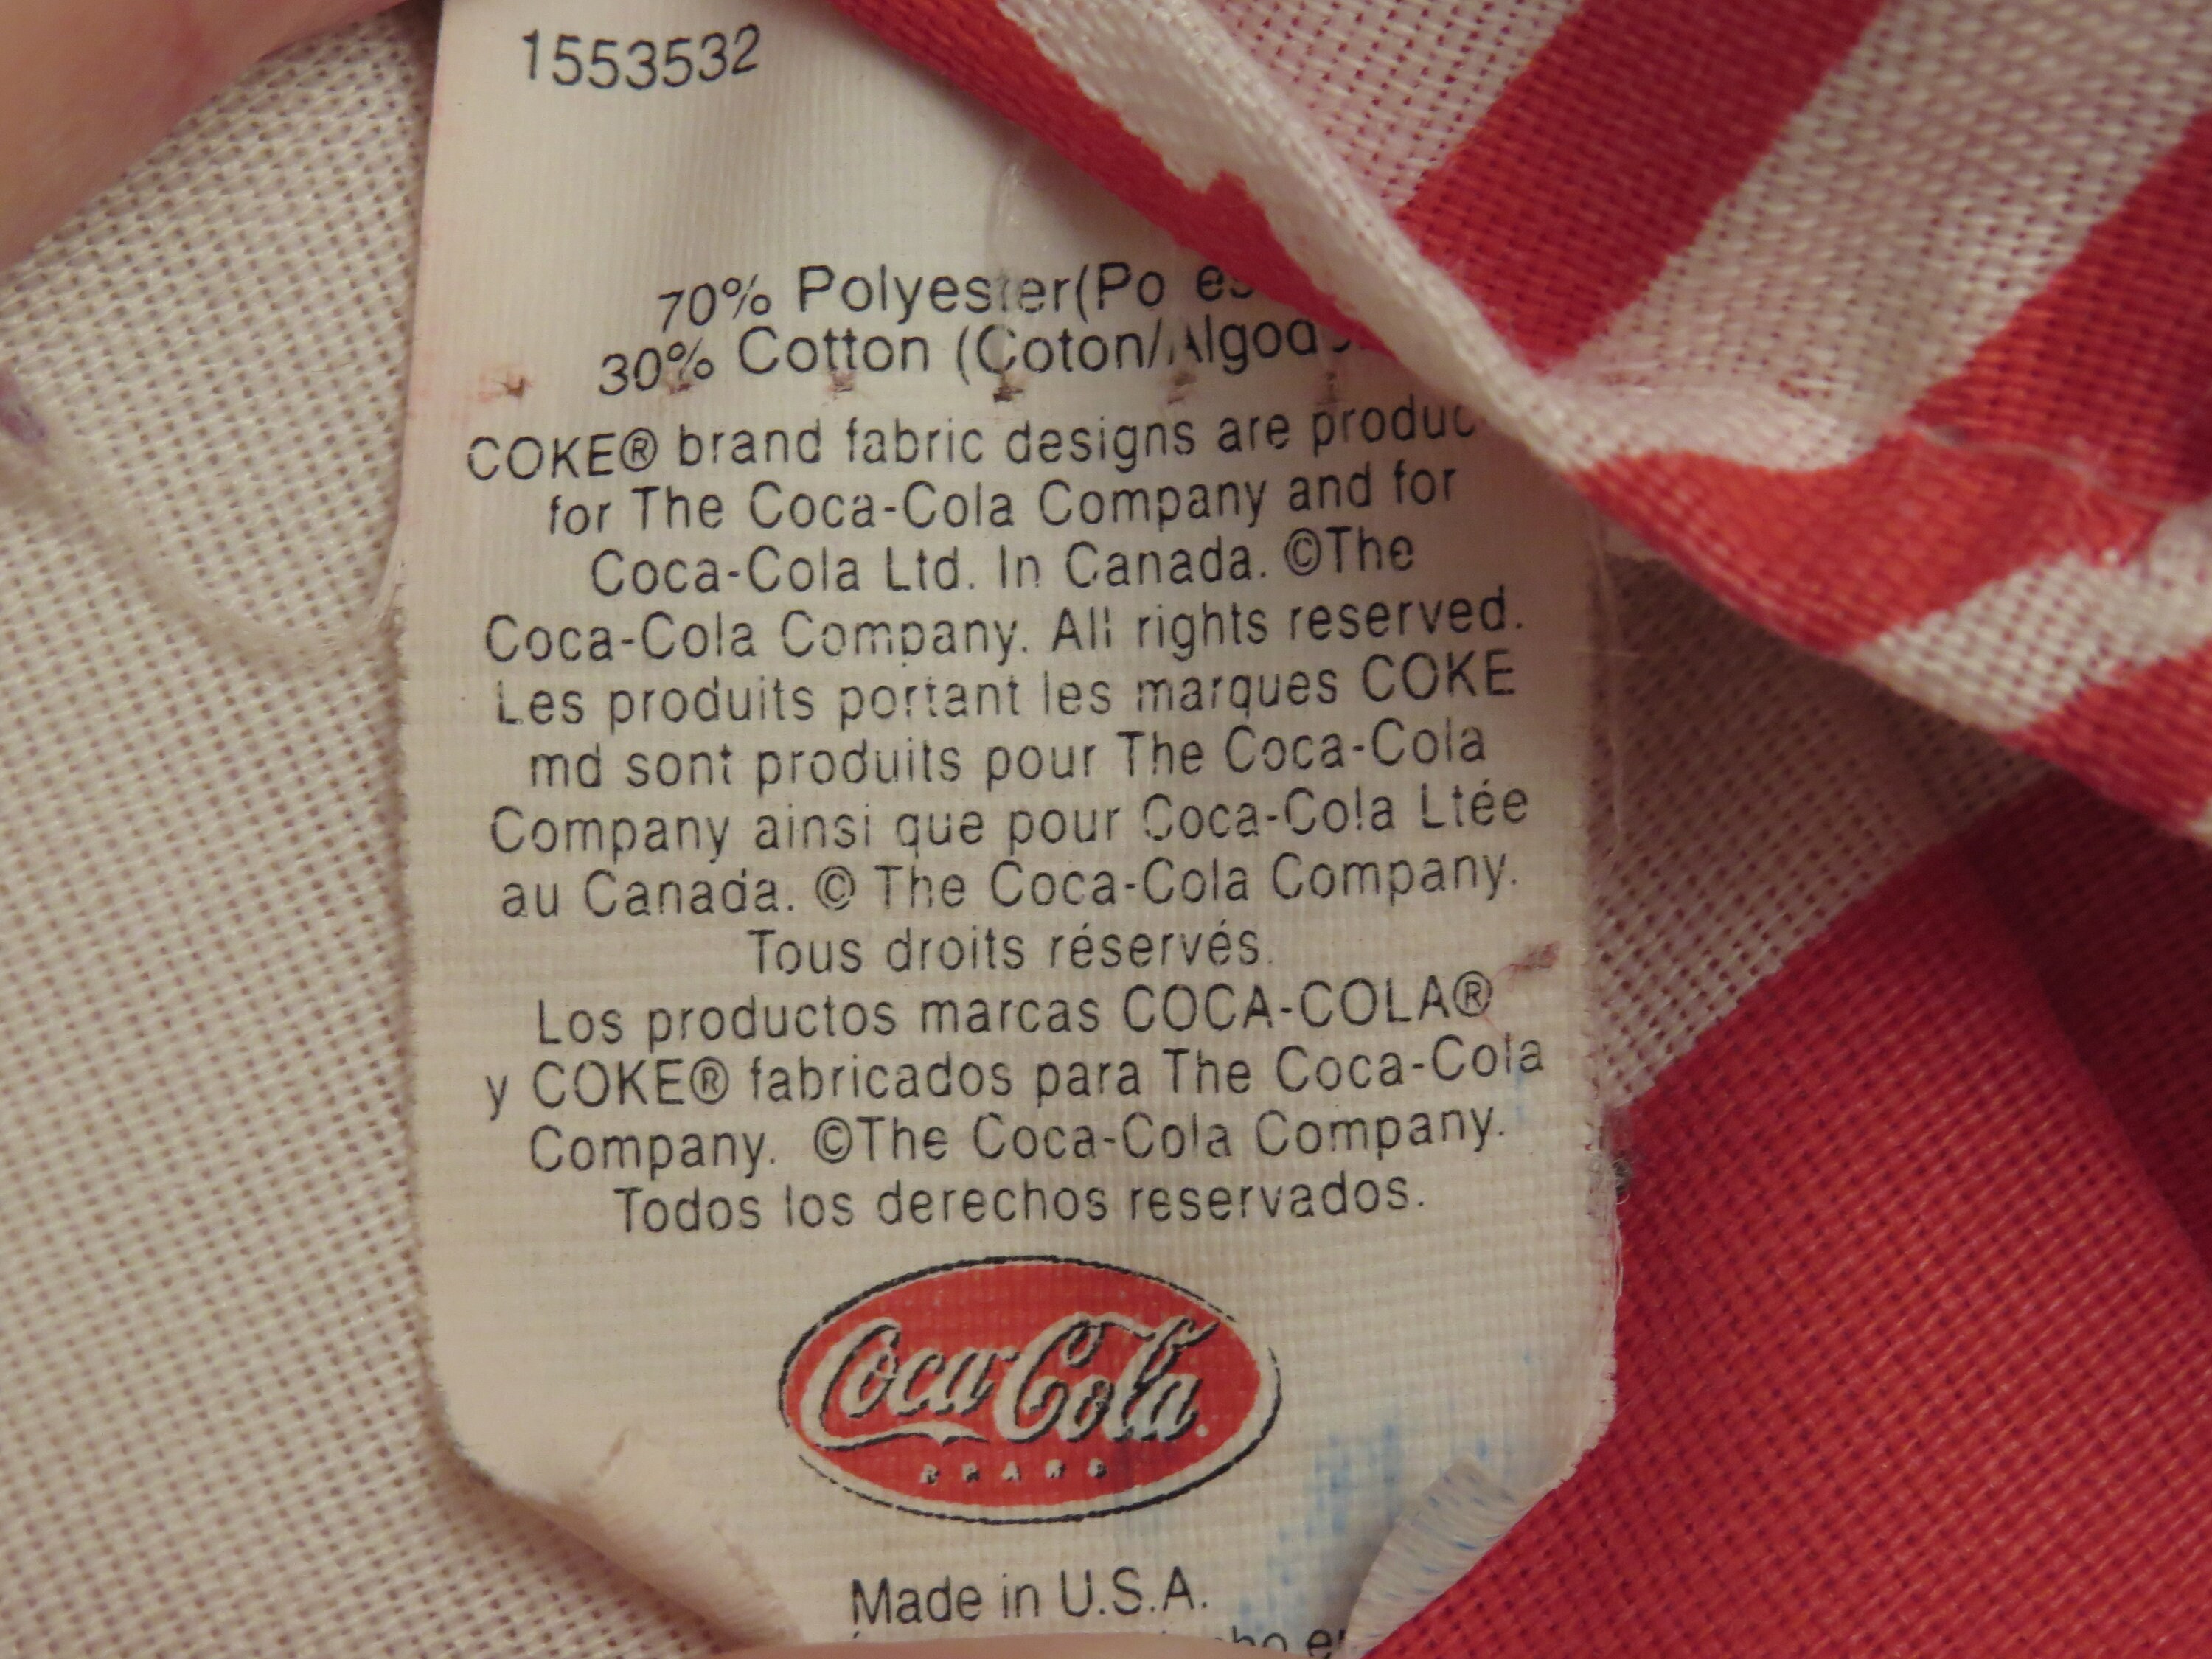 1553532
70% Polyester(Po es
30% Cotton (Coton/Algod
COKE® brand fabric designs are produc
for The Coca-Cola Company and for
Coca-Cola Ltd. In Canada. ©The
Coca-Cola Company. All rights reserved.
Les produits portant les marques COKE
md sont produits pour The Coca-Cola
Company ainsi que pour Coca-Cola Ltée
au Canada. © The Coca-Cola Company.
Tous droits réservés.
Los productos marcas COCA-COLA®
y COKE® fabricados para The Coca-Cola
Company. ©The Coca-Cola Company.
Todos los derechos reservados.
Coca-Cola
BRAND
Made in U.S.A.